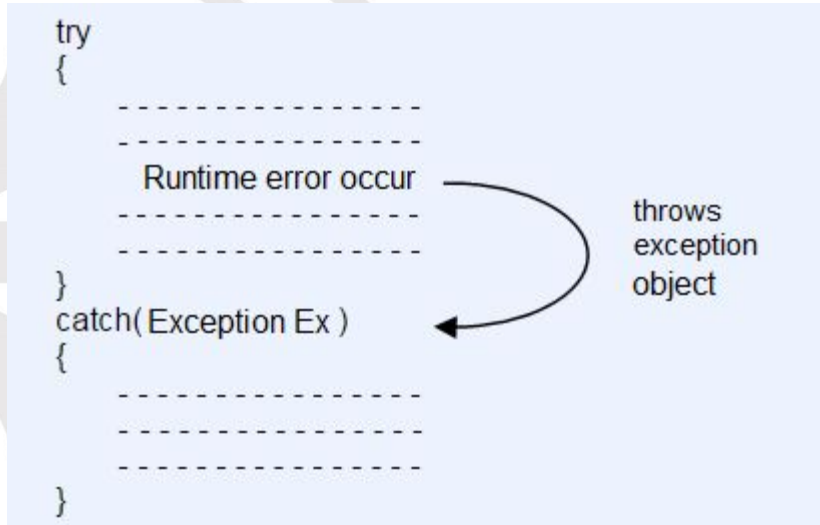 try
{
- - - - - - - - - - - - - - - -
- - - - - - - - - - - - - - - -
Runtime error occur
- - - - - - - - - - - - - - - -
- - - - - - - - - - - - - - - -
}
catch( Exception Ex )
{
- - - - - - - - - - - - - - - -
- - - - - - - - - - - - - - - -
- - - - - - - - - - - - - - - -
}
throws
exception
object